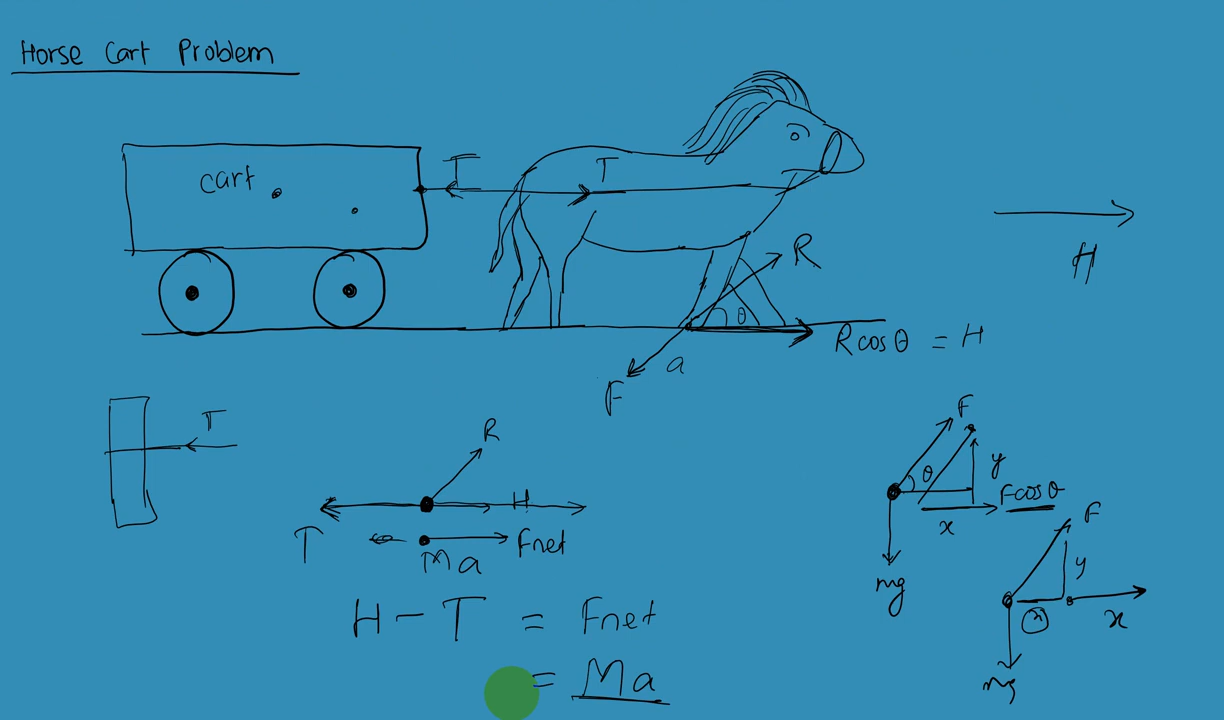 Horse Cart Problem
cart
T
T
R
θ
H
R cos θ = H
a
F
T
R
H
T
Fnet
Ma
H - T = Fnet
= Ma
F
θ
y
F cos θ
x
mg
F
y
x
x
mg